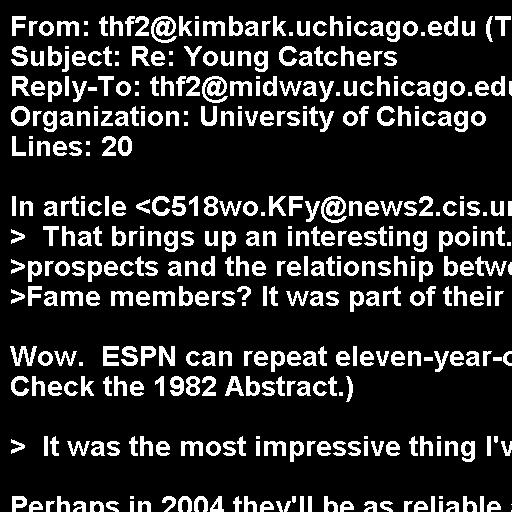 From: thf2@kimbark.uchicago.edu (T
Subject: Re: Young Catchers
Reply-To: thf2@midway.uchicago.edu
Organization: University of Chicago
Lines: 20
In article <C518wo.KFy@news2.cis.u
>  That brings up an interesting point.
>prospects and the relationship betwe
>Fame members? It was part of their
Wow.  ESPN can repeat eleven-year-o
Check the 1982 Abstract.)
>  It was the most impressive thing I'v
Perhaps in 2004 they'll be as reliable